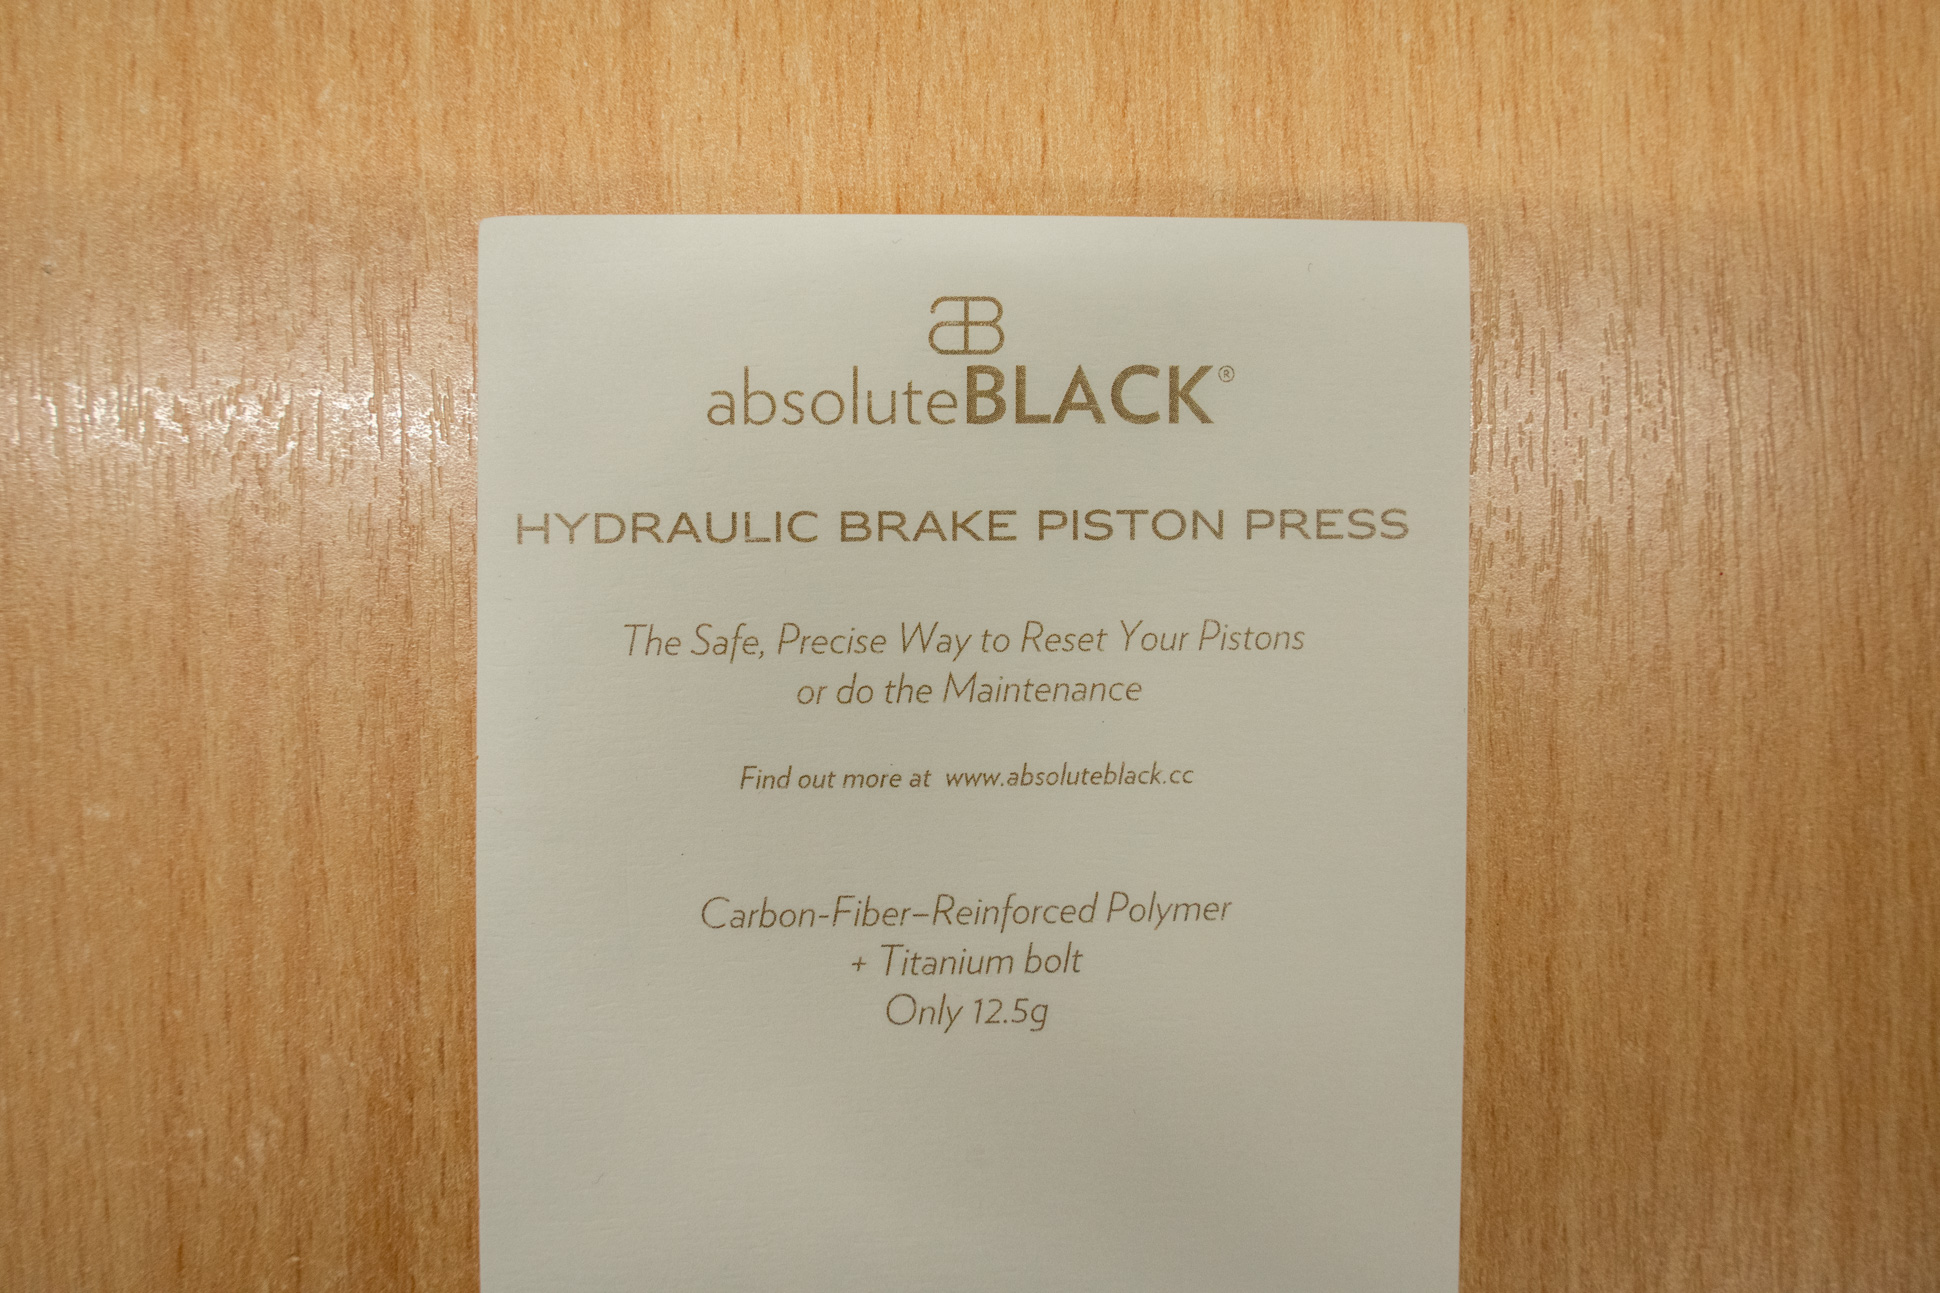 absoluteBLACK®
HYDRAULIC BRAKE PISTON PRESS
The Safe, Precise Way to Reset Your Pistons
or do the Maintenance
Find out more at www.absoluteblack.cc
Carbon-Fiber–Reinforced Polymer
+ Titanium bolt
Only 12.5g